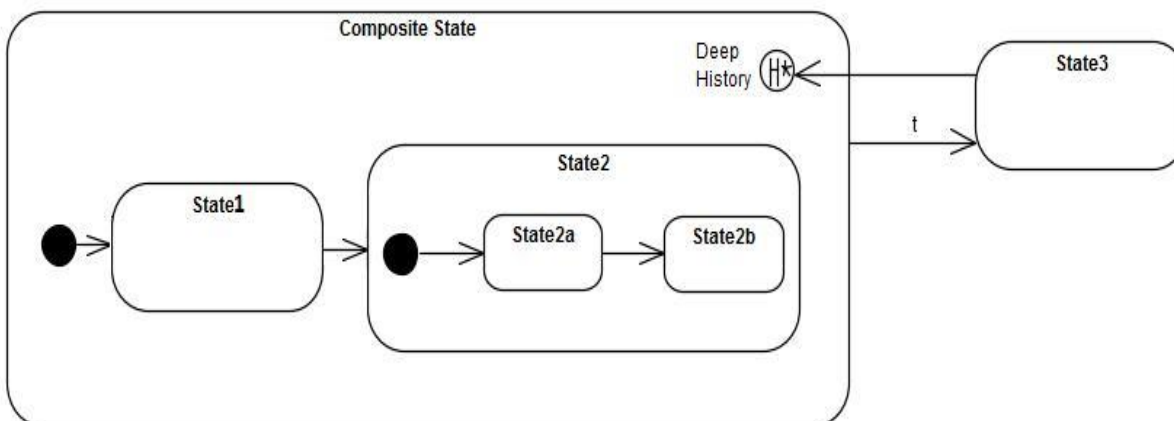 Composite State
Deep
History
H*
State3
t
State2
State1
State2a
State2b